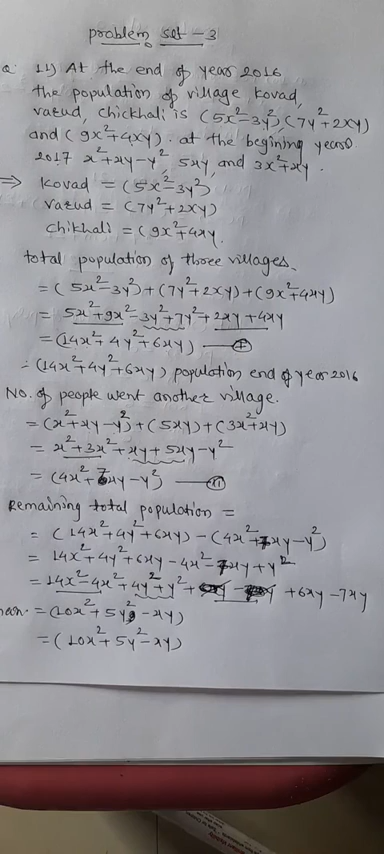 problem set - 3
Q. 11) At the end of year 2016
the population of village kovad,
varud, chickhali is (5x²-3y²), (7y²+2xy)
and (9x²+4xy). at the begining year
2017 x²+xy-y², 5xy, and 3x²+xy.
⇒ kovad = (5x²-3y²)
varud = (7y²+2xy)
chikhali = (9x²+4xy.
total population of three villages.
= (5x²-3y²)+(7y²+2xy)+(9x²+4xy)
= 5x²+9x²-3y²+7y²+2xy+4xy
= (14x²+4y²+6xy) —
∴ (14x²+4y²+6xy) population end of year 2016
No. of people went another village.
= (x²+xy-y²)+(5xy)+(3x²+xy)
= x²+3x²+xy+5xy-y²
= (4x²+ xy-y²) — (11)
Remaining total population =
= (14x²+4y²+6xy)-(4x²+7xy-y²)
= 14x²+4y²+6xy-4x²-7xy+y²
= 14x²-4x²+4y²+y²+ +6xy-7xy
= (10x²+5y²-xy)
= (10x²+5y²-xy)